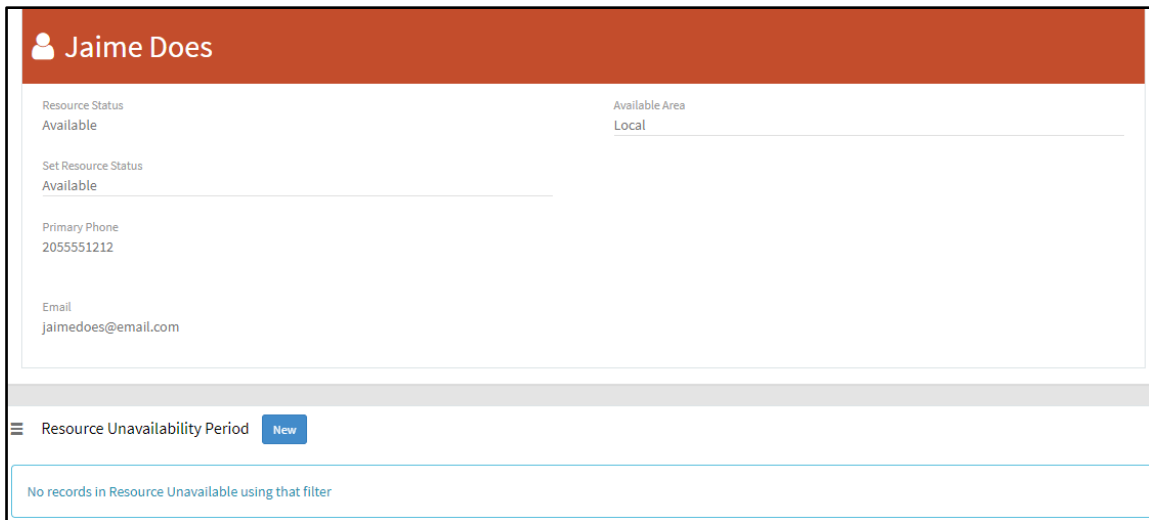 Jaime Does
Resource Status
Available
Available Area
Local
Set Resource Status
Available
Primary Phone
2055551212
Email
jaimedoes@email.com
Resource Unavailability Period
New
No records in Resource Unavailable using that filter